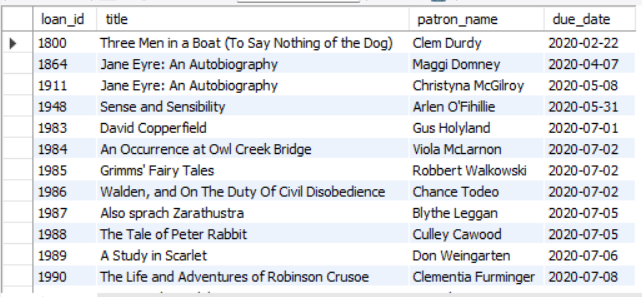 loan_id title patron_name due_date
1800 Three Men in a Boat (To Say Nothing of the Dog) Clem Durdy 2020-02-22
1864 Jane Eyre: An Autobiography Maggi Domney 2020-04-07
1911 Jane Eyre: An Autobiography Christyna McGilroy 2020-05-08
1948 Sense and Sensibility Arlen O'Fihillie 2020-05-31
1983 David Copperfield Gus Holyland 2020-07-01
1984 An Occurrence at Owl Creek Bridge Viola McLarnon 2020-07-02
1985 Grimms' Fairy Tales Robbert Walkowski 2020-07-02
1986 Walden, and On The Duty Of Civil Disobedience Chance Todeo 2020-07-02
1987 Also sprach Zarathustra Blythe Leggan 2020-07-05
1988 The Tale of Peter Rabbit Culley Cawood 2020-07-05
1989 A Study in Scarlet Don Weingarten 2020-07-06
1990 The Life and Adventures of Robinson Crusoe Clementia Furminger 2020-07-08